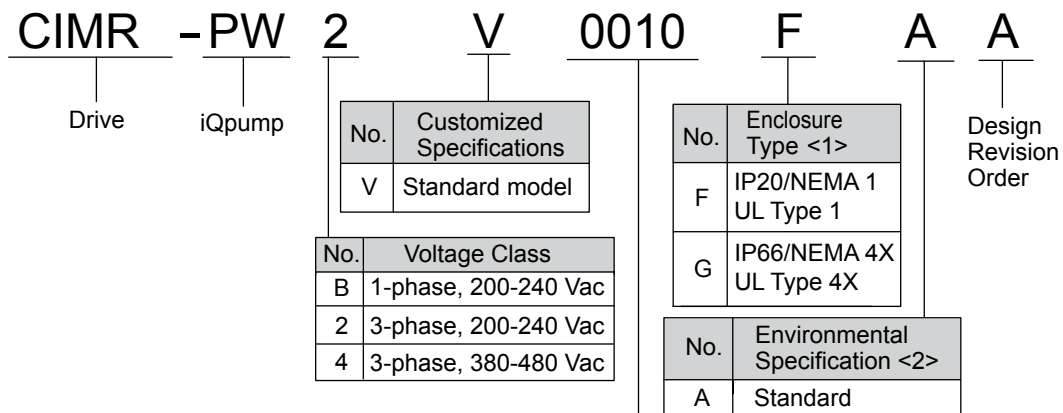 CIMR -PW 2 V 0010 F A A
Drive
iQpump
No. Customized Specifications
V Standard model
No. Enclosure Type <1>
F IP20/NEMA 1 UL Type 1
G IP66/NEMA 4X UL Type 4X
Design
Revision
Order
No. Voltage Class
B 1-phase, 200-240 Vac
2 3-phase, 200-240 Vac
4 3-phase, 380-480 Vac
No. Environmental Specification <2>
A Standard